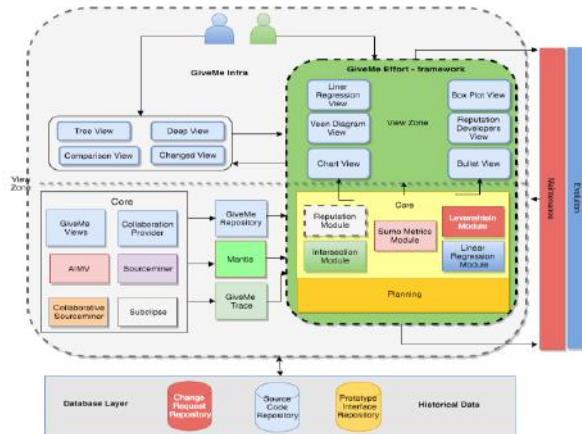 GiveMe Infra
GiveMe Effort - framework
Liner
Regression
View
Box Plot View
Tree View
Deep View
Veen Diagram
View
View Zone
Reputation
Developers
View
Comparison View
Changed View
Chart View
Bullet View
View
Zone
Core
GiveMe
Views
Collaboration
Provider
AIMV
Sourceminer
Collaborative
Sourceminer
Subclipse
GiveMe
Repository
Mantis
GiveMe
Trace
Core
Reputation
Module
Sumo Metrics
Module
Levenshtein
Module
Intersection
Module
Linear
Regression
Module
Planning
Maintenance
Evolution
Database Layer
Change
Request
Repository
Source
Code
Repository
Prototype
Interface
Repository
Historical Data